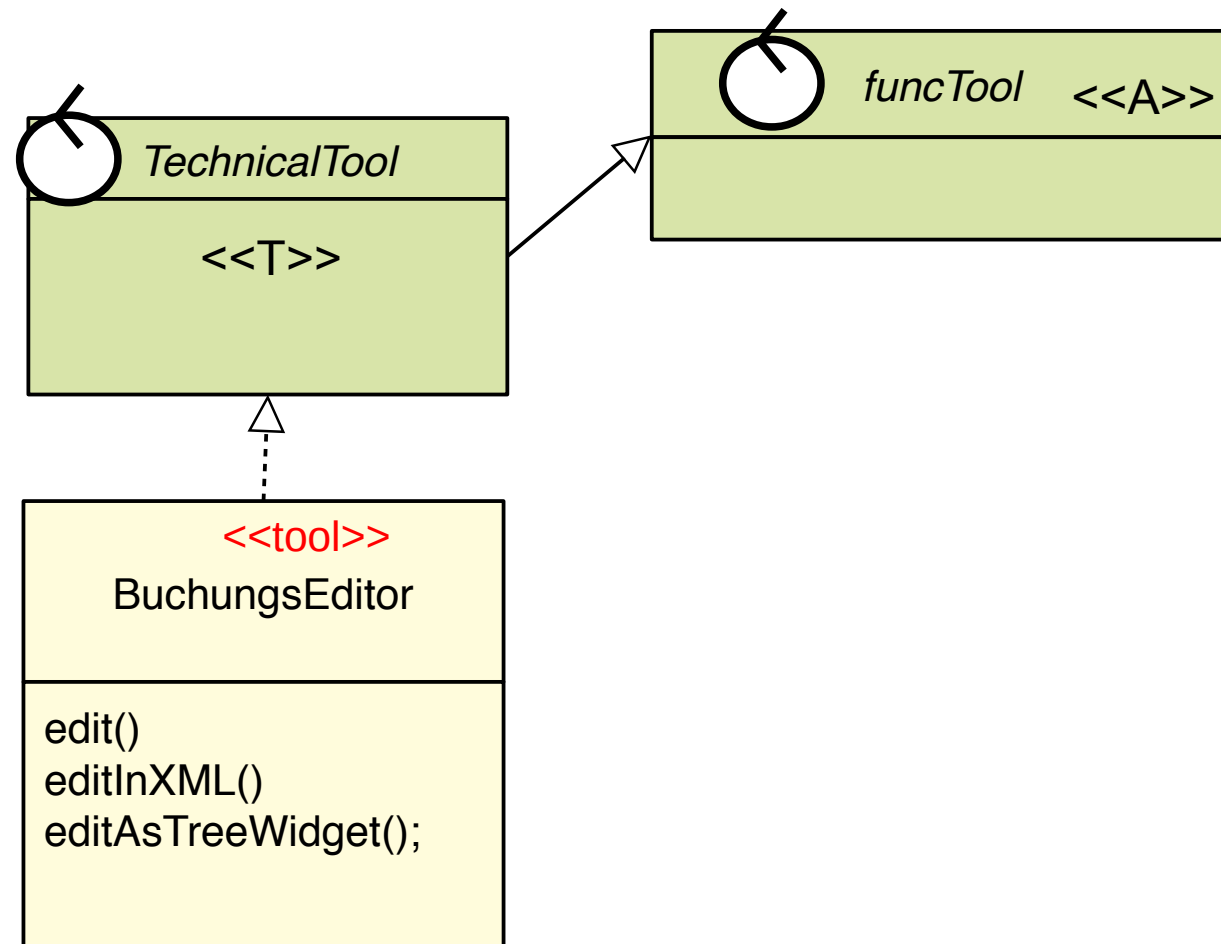 funcTool <<A>>
TechnicalTool
<<T>>
<<tool>>
BuchungsEditor
edit()
editInXML()
editAsTreeWidget();